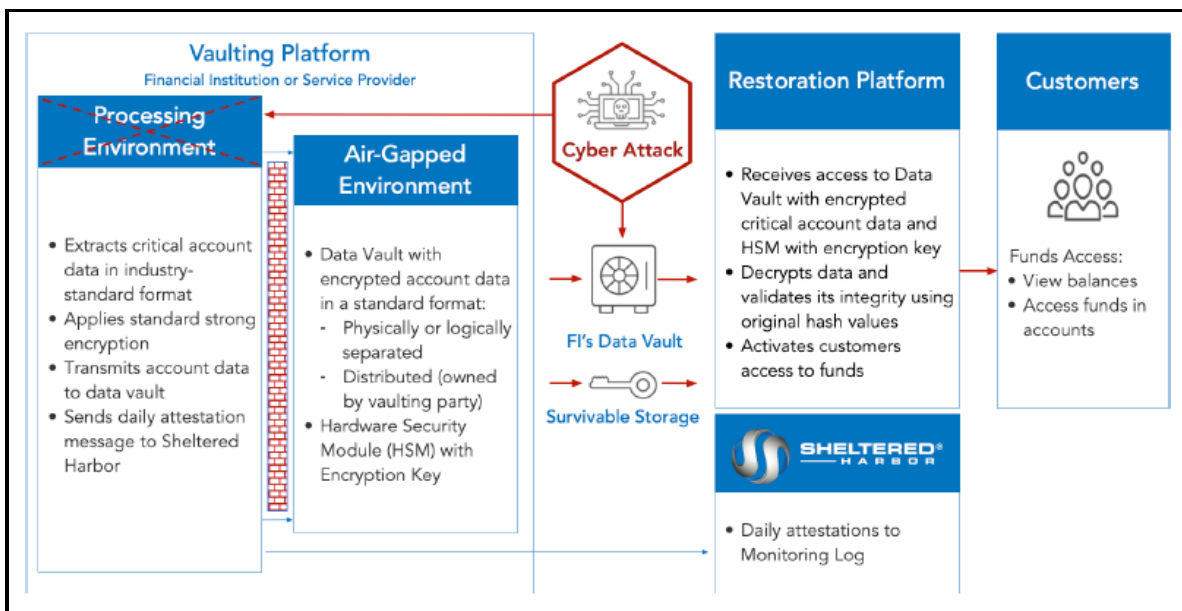 Vaulting Platform
Financial Institution or Service Provider
Processing
Environment
• Extracts critical account
data in industry-
standard format
• Applies standard strong
encryption
• Transmits account data
to data vault
• Sends daily attestation
message to Sheltered
Harbor
Air-Gapped
Environment
• Data Vault with
encrypted account data
in a standard format:
- Physically or logically
separated
- Distributed (owned
by vaulting party)
• Hardware Security
Module (HSM) with
Encryption Key
Cyber Attack
FI's Data Vault
Survivable Storage
Restoration Platform
• Receives access to Data
Vault with encrypted
critical account data and
HSM with encryption key
• Decrypts data and
validates its integrity using
original hash values
• Activates customers
access to funds
SHELTERED®
HARBOR
• Daily attestations to
Monitoring Log
Customers
Funds Access:
• View balances
• Access funds in
accounts